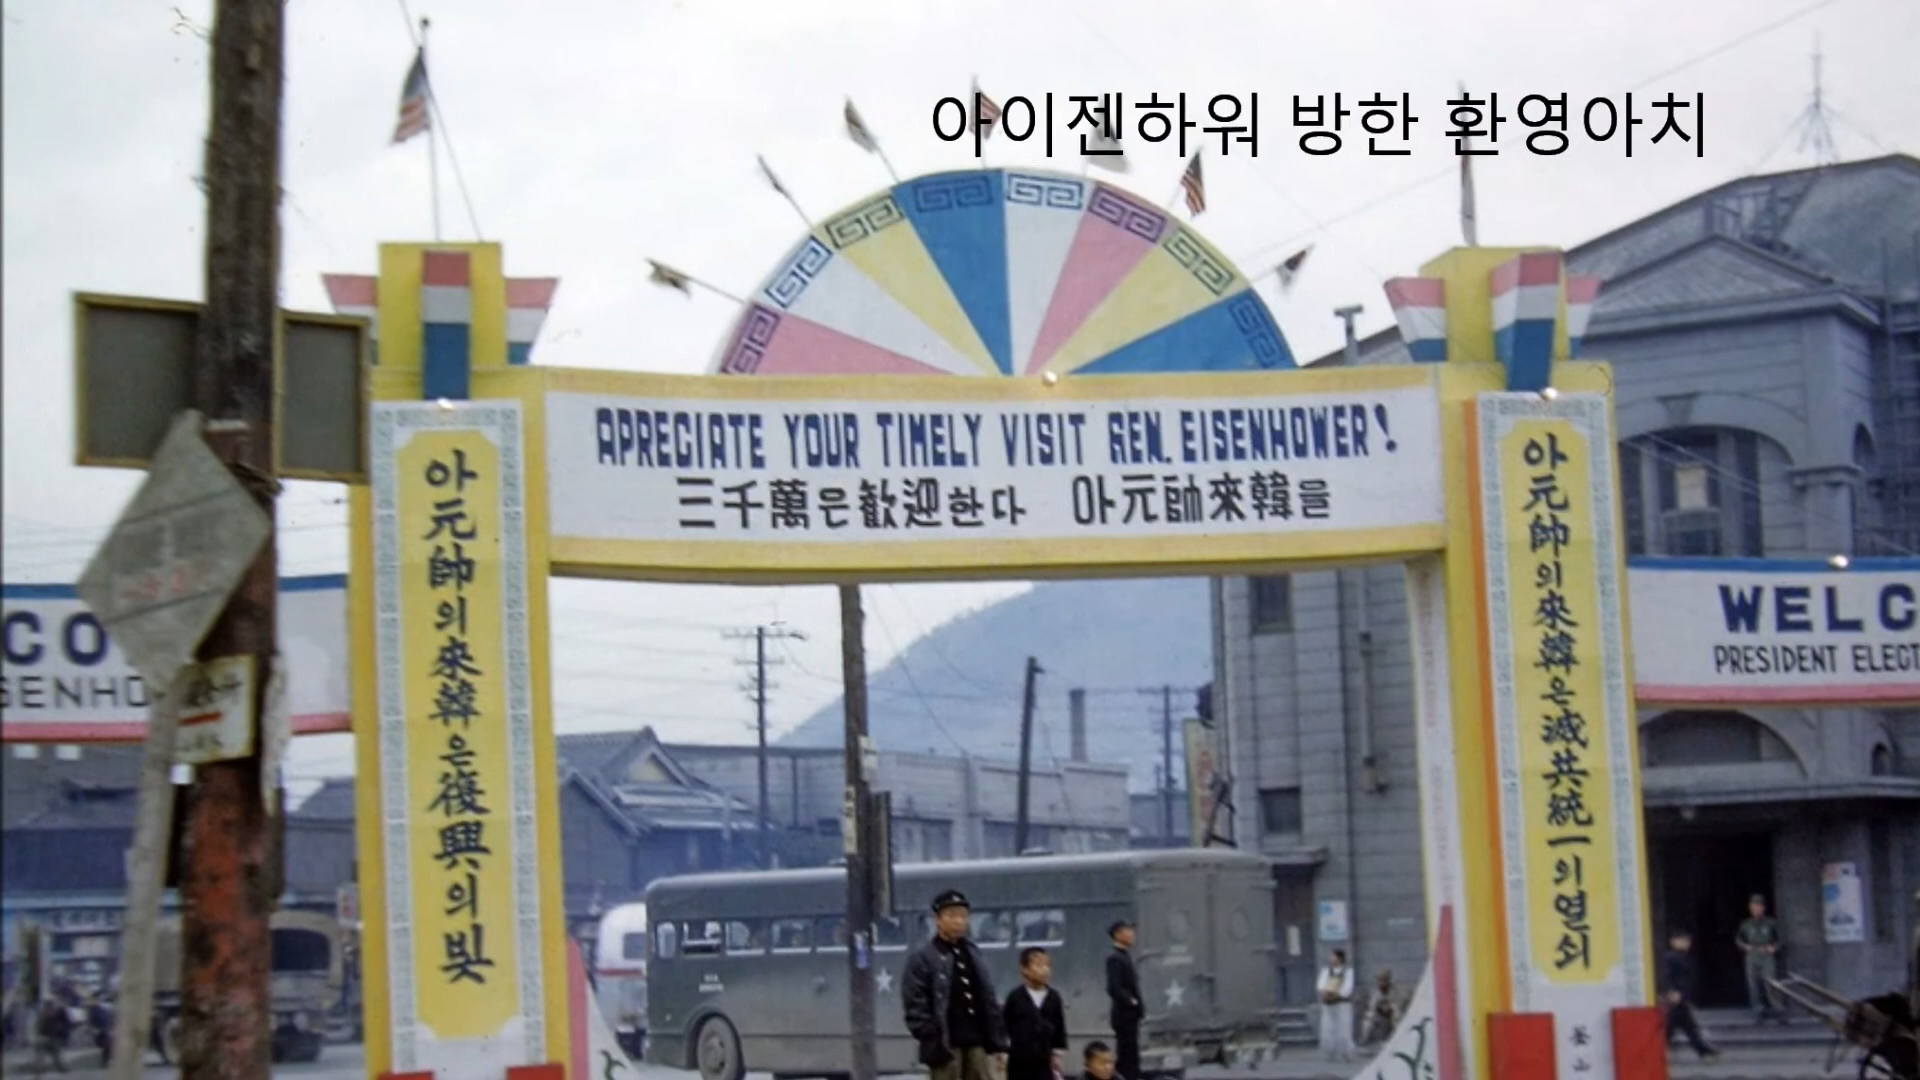 아이젠하워 방한 환영아치
APRECIATE YOUR TIMELY VISIT GEN. EISENHOWER!
三千萬은歡迎한다 아元帥來韓을
아元帥의來韓은復興의빛
아元帥의來韓은滅共統一의열쇠
釜山
CO
SENHO
WELC
PRESIDENT ELECT